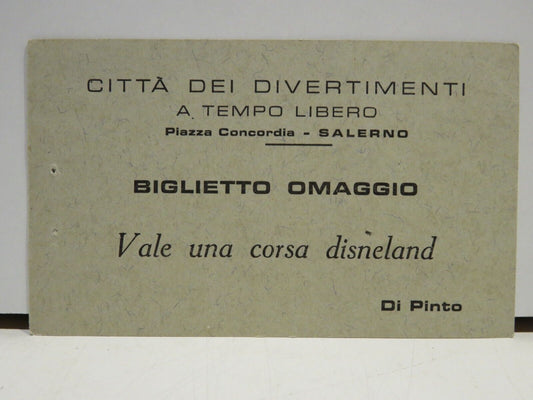 CITTÀ DEI DIVERTIMENTI
A TEMPO LIBERO
Piazza Concordia - SALERNO
BIGLIETTO OMAGGIO
Vale una corsa disneland
Di Pinto